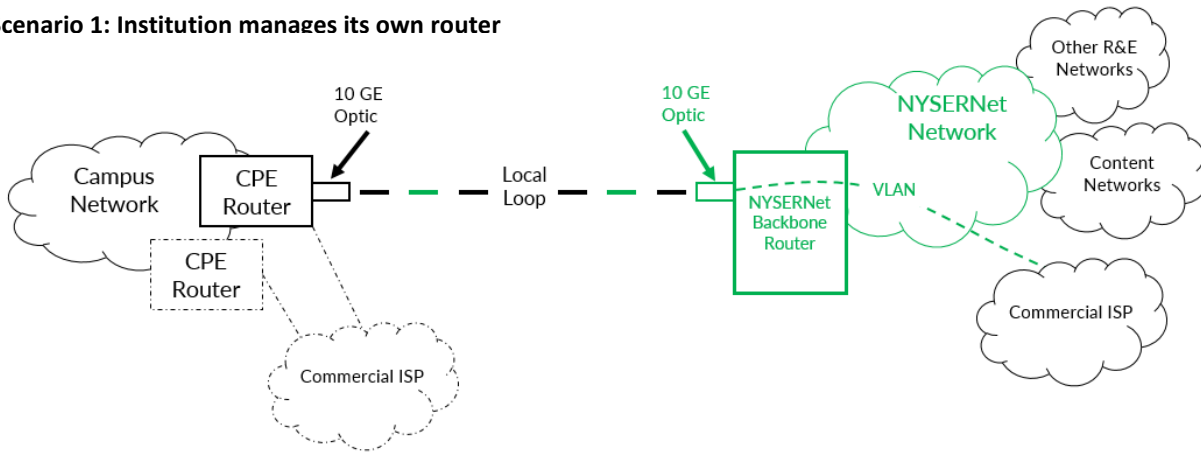 Scenario 1: Institution manages its own router
Other R&E
Networks
10 GE
Optic
10 GE
Optic
NYSERNet
Network
Campus
Network
CPE
Router
Local
Loop
Content
Networks
VLAN
NYSERNet
Backbone
Router
CPE
Router
Commercial ISP
Commercial ISP